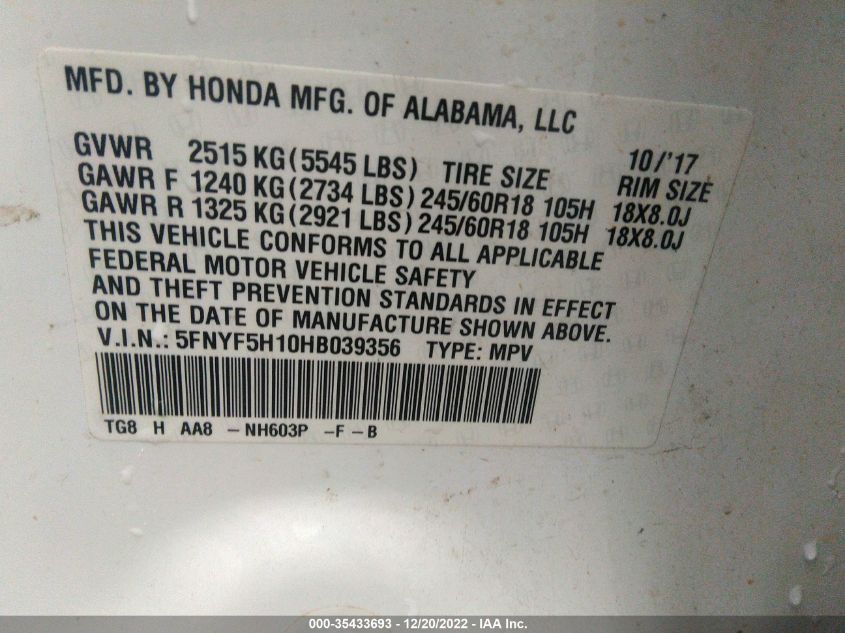 MFD. BY HONDA MFG. OF ALABAMA, LLC
GVWR 2515 KG (5545 LBS) TIRE SIZE 10/'17
GAWR F 1240 KG (2734 LBS) 245/60R18 105H RIM SIZE
GAWR R 1325 KG (2921 LBS) 245/60R18 105H 18X8.0J
18X8.0J
THIS VEHICLE CONFORMS TO ALL APPLICABLE
FEDERAL MOTOR VEHICLE SAFETY
AND THEFT PREVENTION STANDARDS IN EFFECT
ON THE DATE OF MANUFACTURE SHOWN ABOVE.
V.I.N.: 5FNYF5H10HB039356 TYPE: MPV
TG8 H AA8 - NH603P - F - B
000-35433693 - 12/20/2022 - IAA Inc.